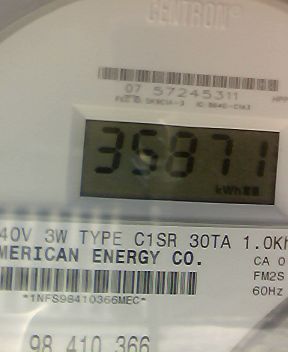 CENTRON®
07 57245311
35871
kWh
40V 3W TYPE C1SR 30TA 1.0Kh
MERICAN ENERGY CO.
CA 0
FM2S
60Hz
*1NFS98410366MEC*
98 410 366